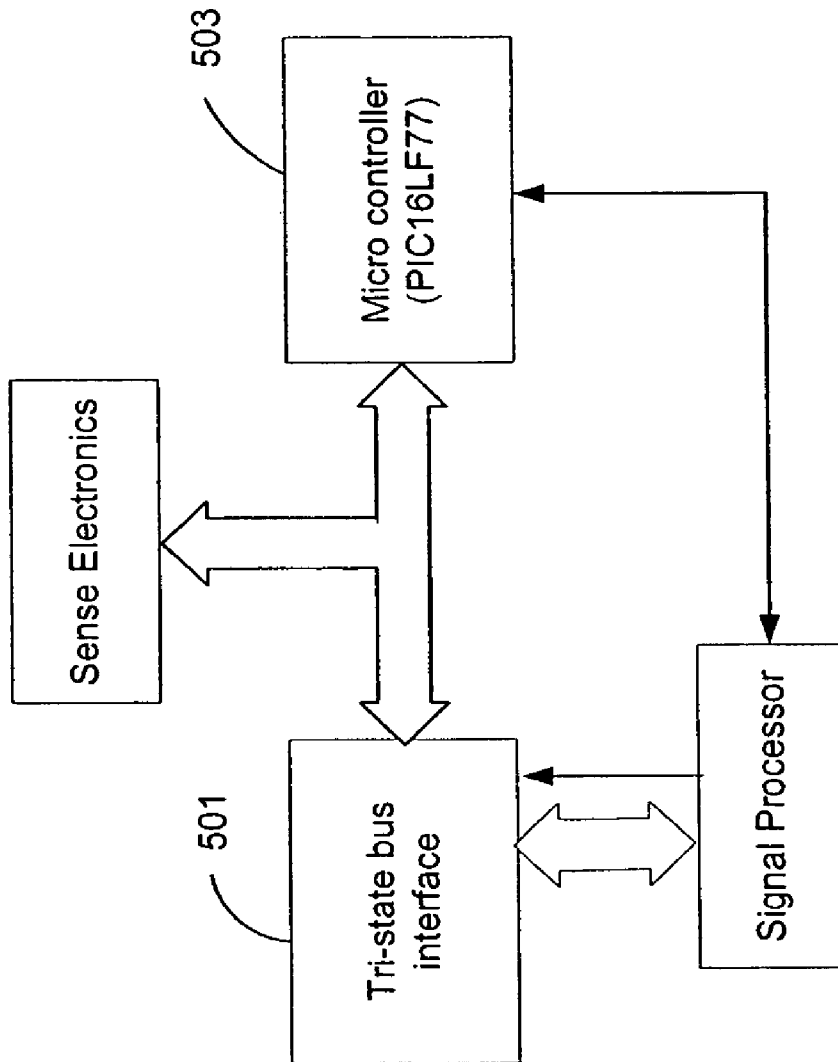 Sense Electronics
503
Micro controller
(PIC16LF77)
501
Tri-state bus
interface
Signal Processor